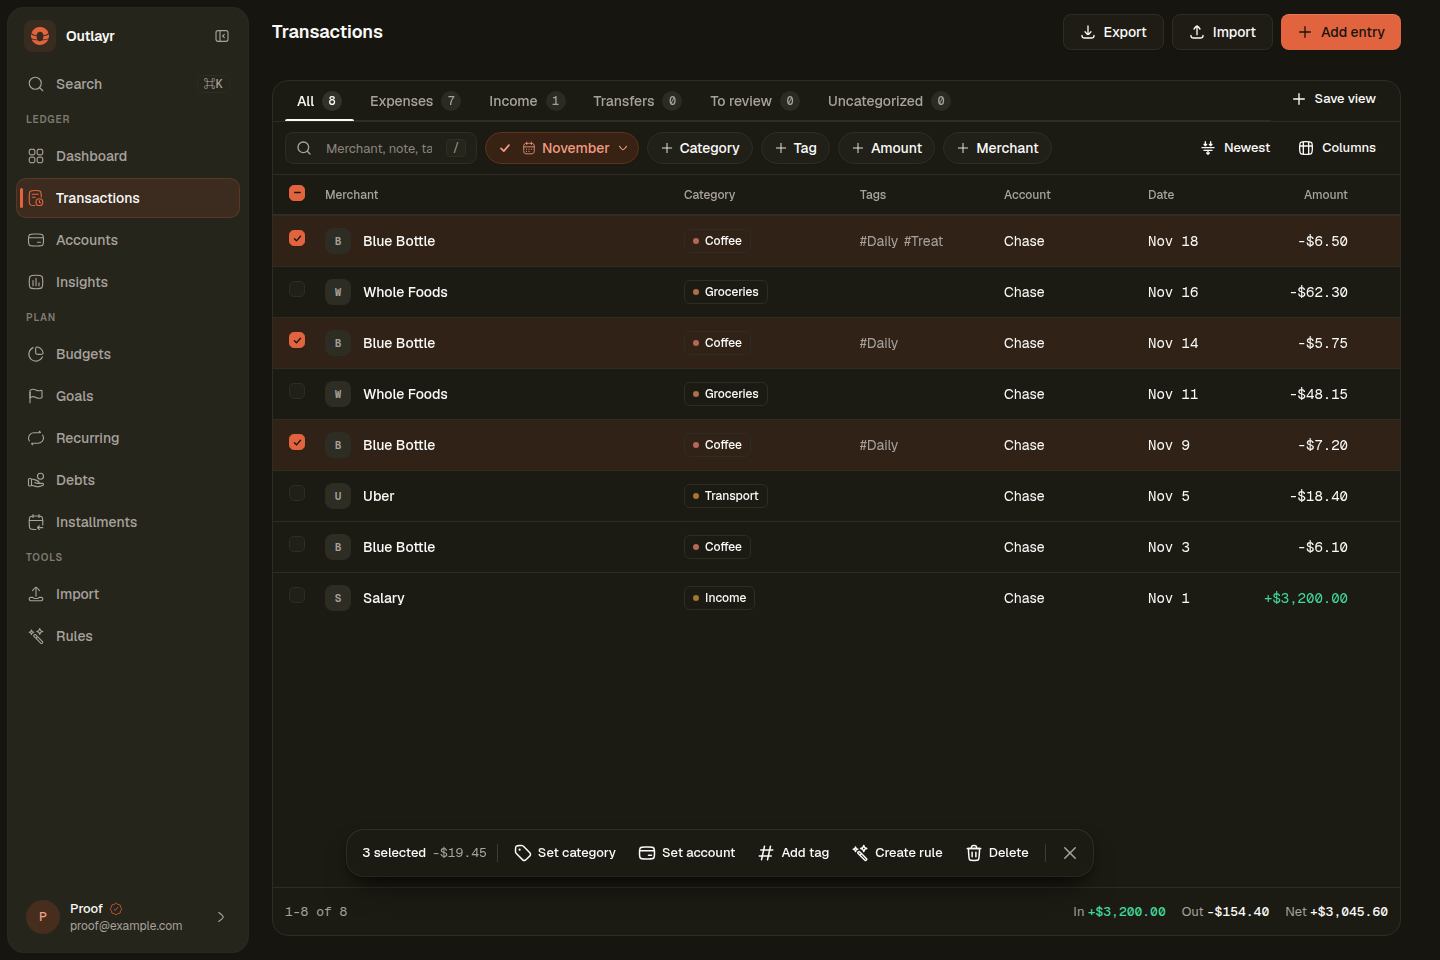 Outlayr
Search ⌘K
LEDGER
Dashboard
Transactions
Accounts
Insights
PLAN
Budgets
Goals
Recurring
Debts
Installments
TOOLS
Import
Rules
P
Proof
proof@example.com
Transactions
Export Import Add entry
All 8 Expenses 7 Income 1 Transfers 0 To review 0 Uncategorized 0 Save view
Merchant, note, ta / November Category Tag Amount Merchant Newest Columns
Merchant Category Tags Account Date Amount
B Blue Bottle Coffee #Daily #Treat Chase Nov 18 -$6.50
W Whole Foods Groceries Chase Nov 16 -$62.30
B Blue Bottle Coffee #Daily Chase Nov 14 -$5.75
W Whole Foods Groceries Chase Nov 11 -$48.15
B Blue Bottle Coffee #Daily Chase Nov 9 -$7.20
U Uber Transport Chase Nov 5 -$18.40
B Blue Bottle Coffee Chase Nov 3 -$6.10
S Salary Income Chase Nov 1 +$3,200.00
3 selected -$19.45 Set category Set account Add tag Create rule Delete
1-8 of 8 In +$3,200.00 Out -$154.40 Net +$3,045.60